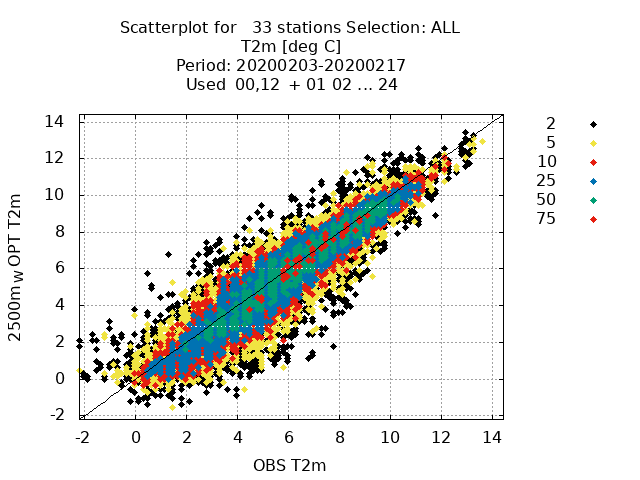 Scatterplot for   33 stations Selection: ALL
T2m [deg C]
Period: 20200203-20200217
Used  00,12  + 01 02 ... 24
14
12
10
8
6
4
2
0
-2
-2 0 2 4 6 8 10 12 14
2500m_W OPT T2m
OBS T2m
2
5
10
25
50
75